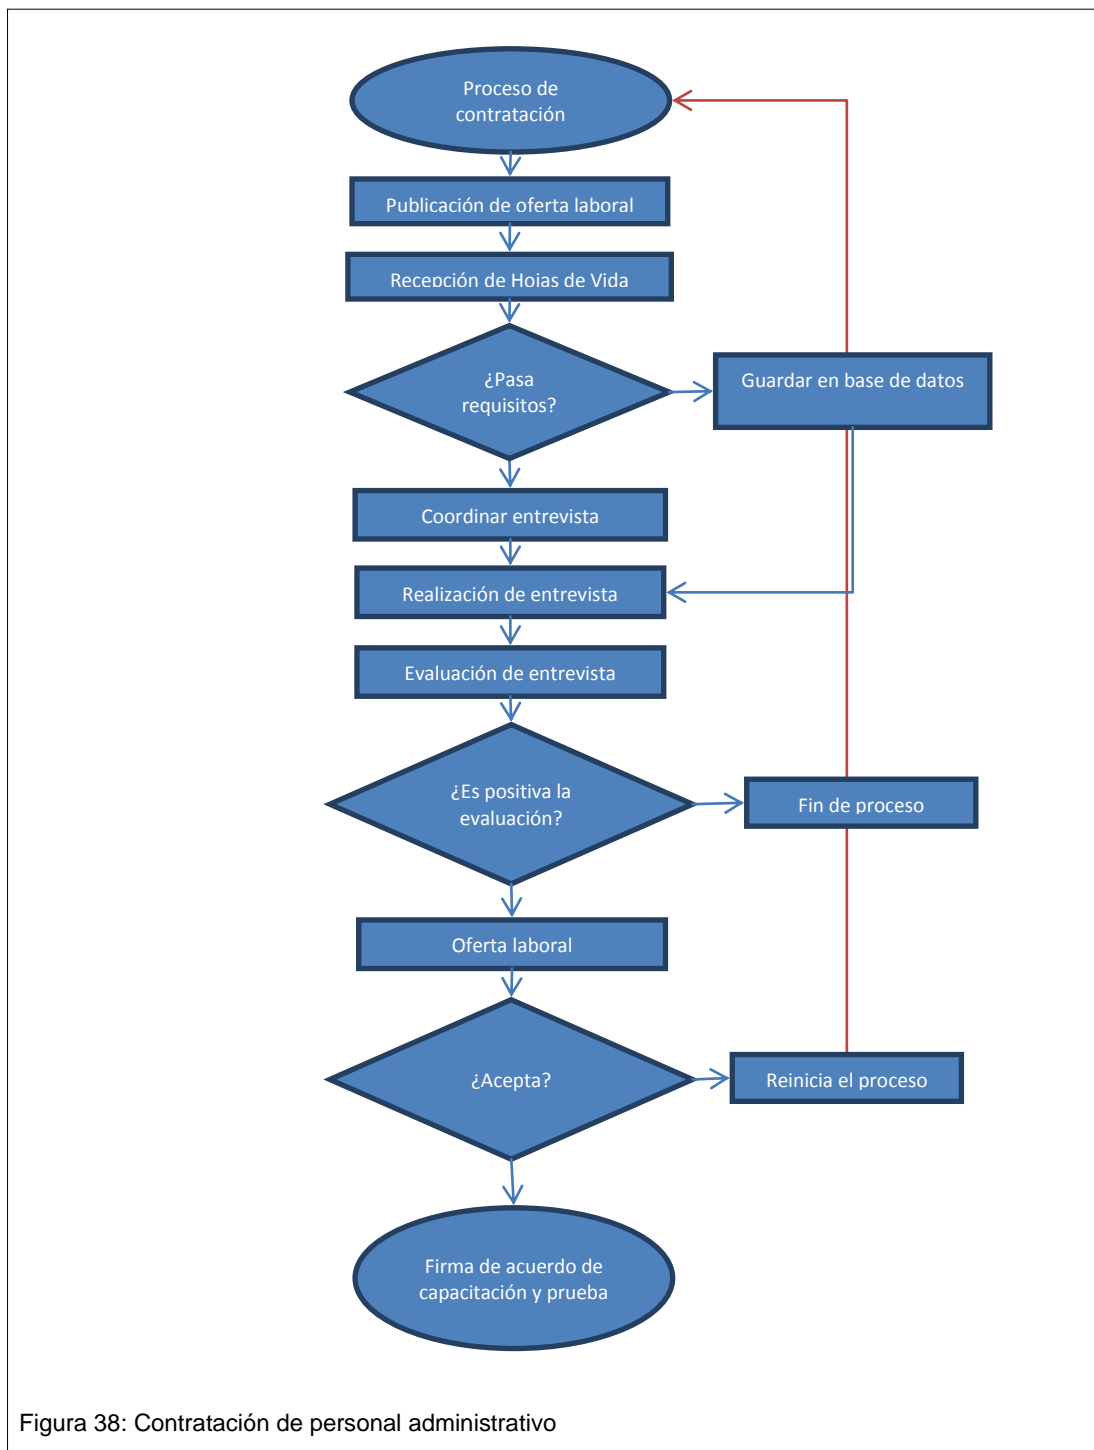 Proceso de
contratación
Publicación de oferta laboral
Recepción de Hojas de Vida
¿Pasa
requisitos?
Guardar en base de datos
Coordinar entrevista
Realización de entrevista
Evaluación de entrevista
¿Es positiva la
evaluación?
Fin de proceso
Oferta laboral
¿Acepta?
Reinicia el proceso
Firma de acuerdo de
capacitación y prueba
Figura 38: Contratación de personal administrativo